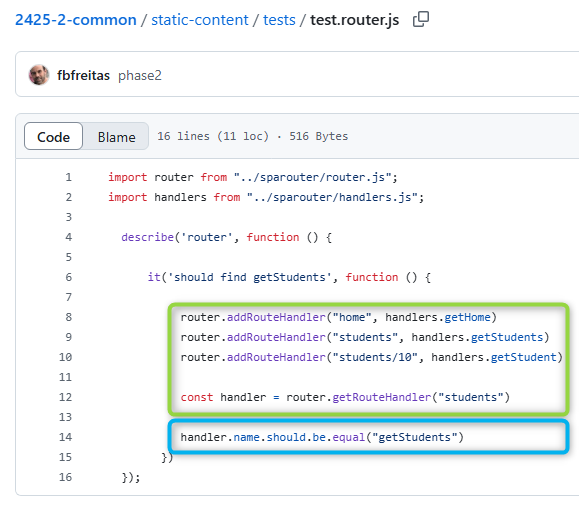 2425-2-common / static-content / tests / test.router.js
fbfreitas phase2
Code Blame 16 lines (11 loc) · 516 Bytes
1 import router from "../sparouter/router.js";
2 import handlers from "../sparouter/handlers.js";
3
4 describe('router', function () {
5
6 it('should find getStudents', function () {
7
8 router.addRouteHandler("home", handlers.getHome)
9 router.addRouteHandler("students", handlers.getStudents)
10 router.addRouteHandler("students/10", handlers.getStudent)
11
12 const handler = router.getRouteHandler("students")
13
14 handler.name.should.be.equal("getStudents")
15 })
16 });